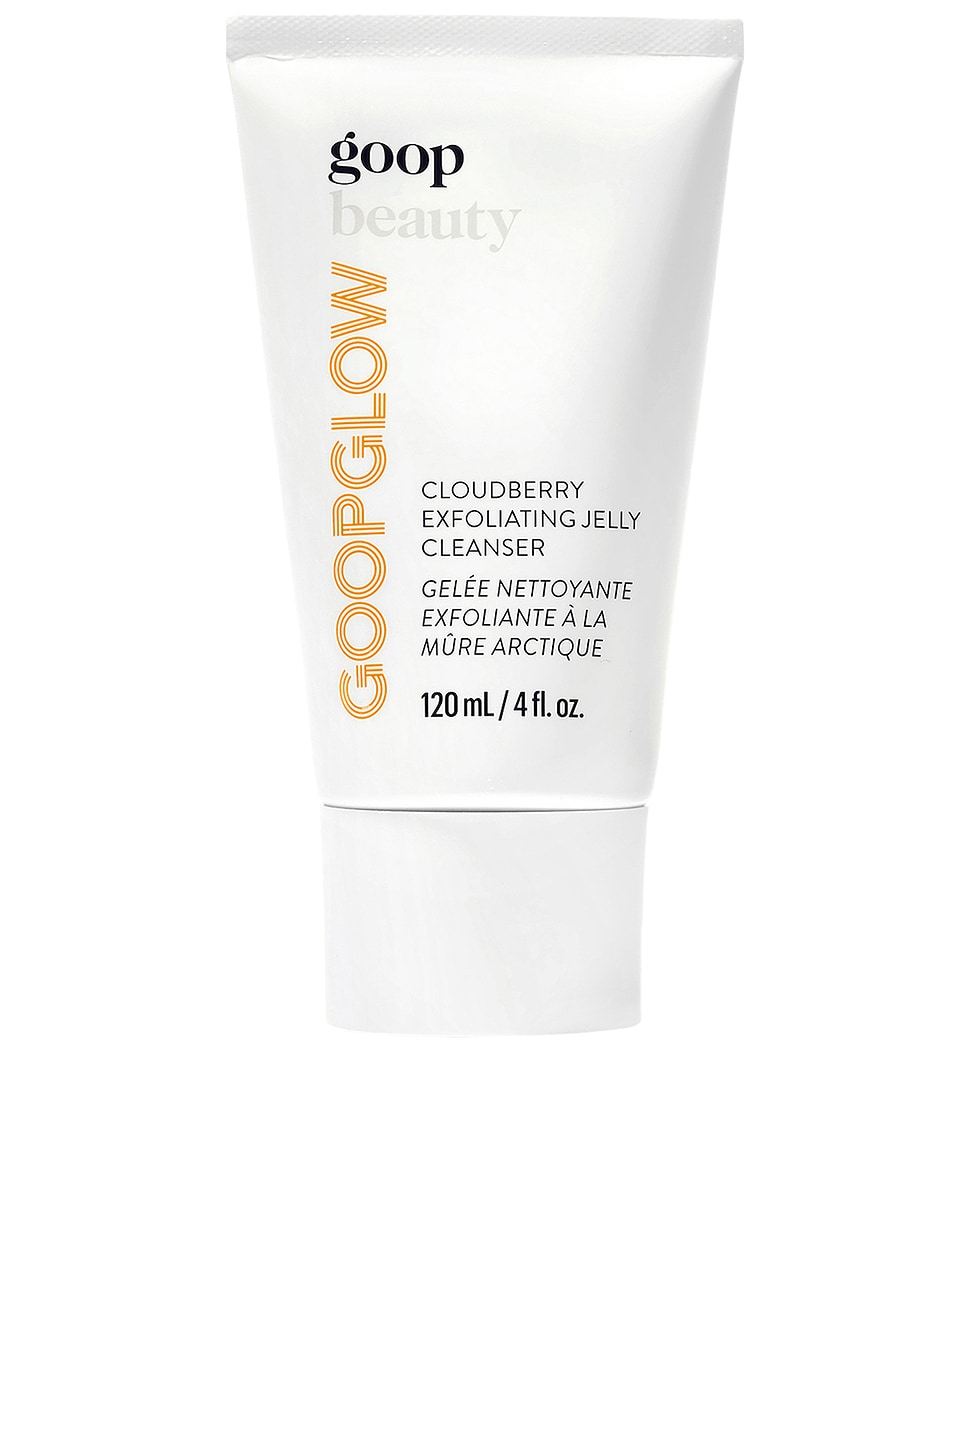 goop
beauty
GOOPGLOW
CLOUDBERRY
EXFOLIATING JELLY
CLEANSER
GELÉE NETTOYANTE
EXFOLIANTE À LA
MÛRE ARCTIQUE
120 mL / 4 fl. oz.